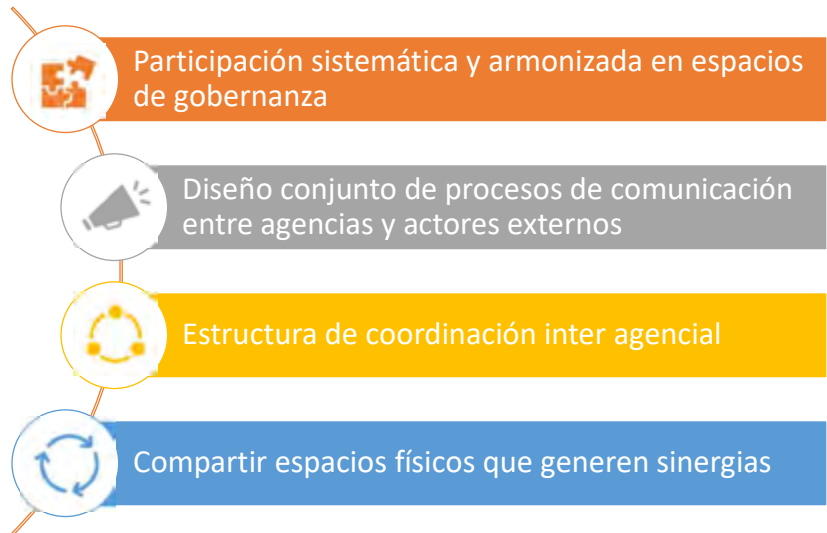 Participación sistemática y armonizada en espacios
de gobernanza
Diseño conjunto de procesos de comunicación
entre agencias y actores externos
Estructura de coordinación inter agencial
Compartir espacios físicos que generen sinergias